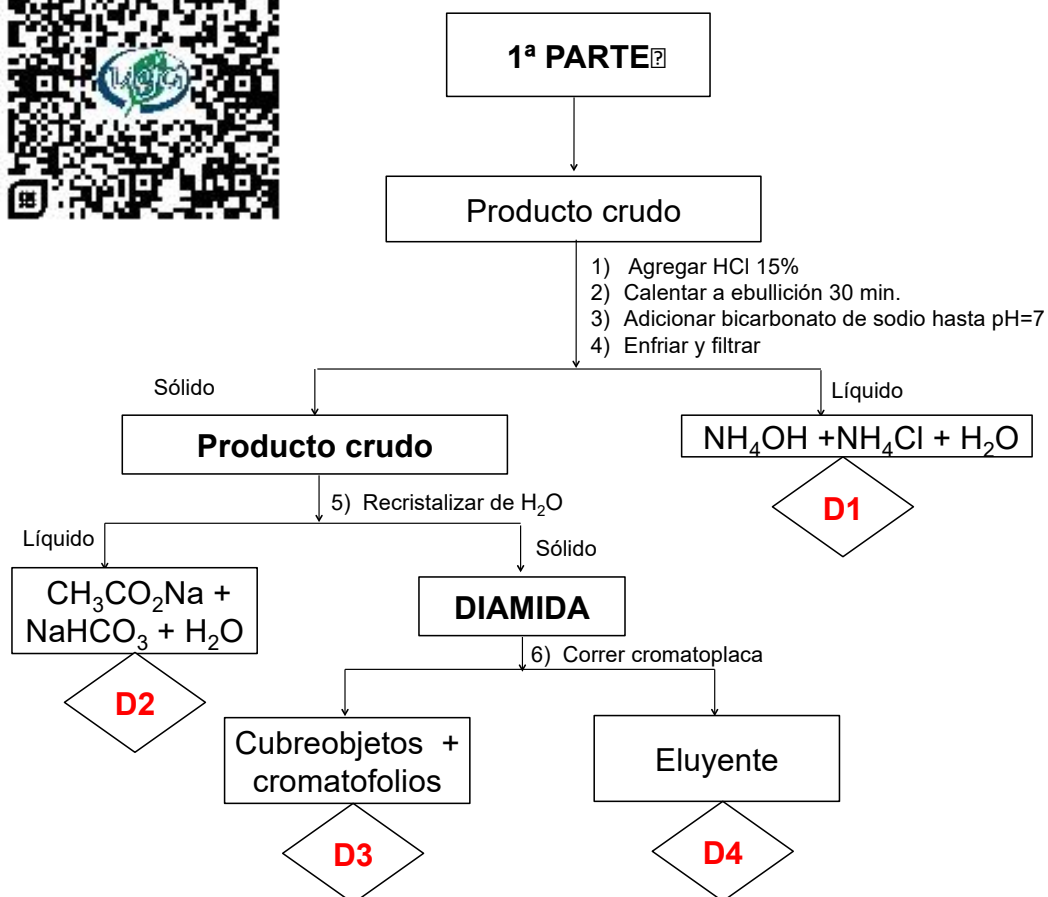 1ª PARTE
Producto crudo
1) Agregar HCl 15%
2) Calentar a ebullición 30 min.
3) Adicionar bicarbonato de sodio hasta pH=7
4) Enfriar y filtrar
Sólido
Líquido
Producto crudo
NH₄OH +NH₄Cl + H₂O
D1
5) Recristalizar de H₂O
Líquido
Sólido
CH₃CO₂Na +
NaHCO₃ + H₂O
DIAMIDA
D2
6) Correr cromatoplaca
Cubreobjetos +
cromatofolios
Eluyente
D3
D4